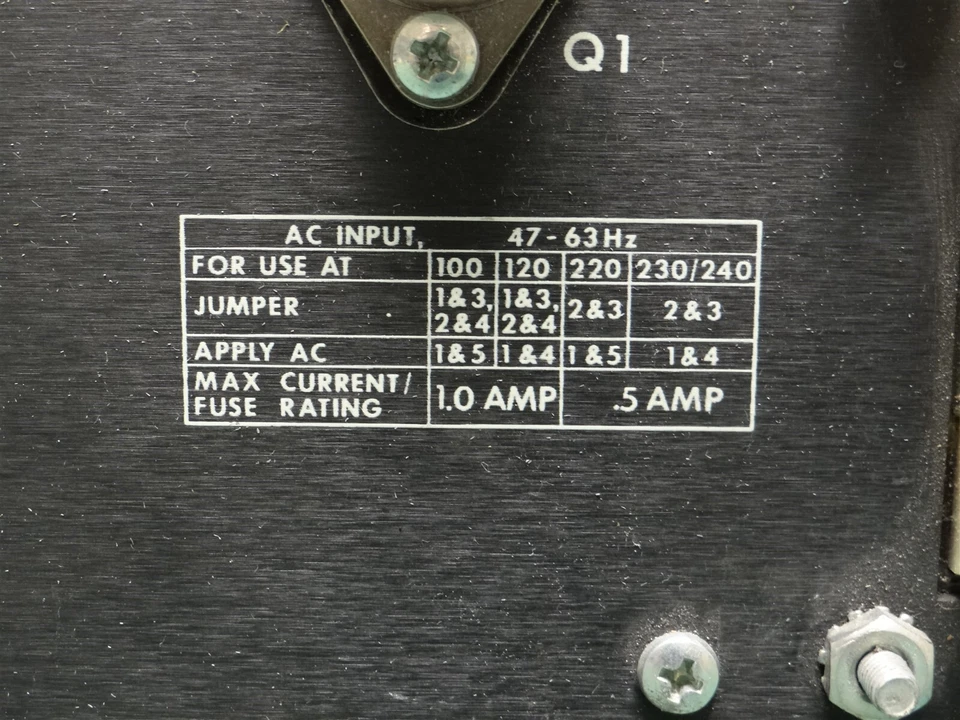 Q1
AC INPUT, 47-63Hz
FOR USE AT 100 120 220 230/240
JUMPER 1&3, 2&4 1&3, 2&4 2&3 2&3
APPLY AC 1&5 1&4 1&5 1&4
MAX CURRENT/
FUSE RATING 1.0 AMP .5 AMP